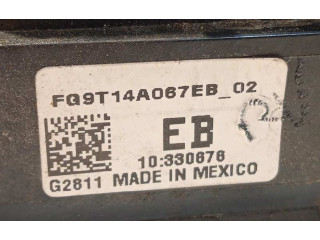 FG9T14A067EB_02
EB
10:330676
G2811 MADE IN MEXICO